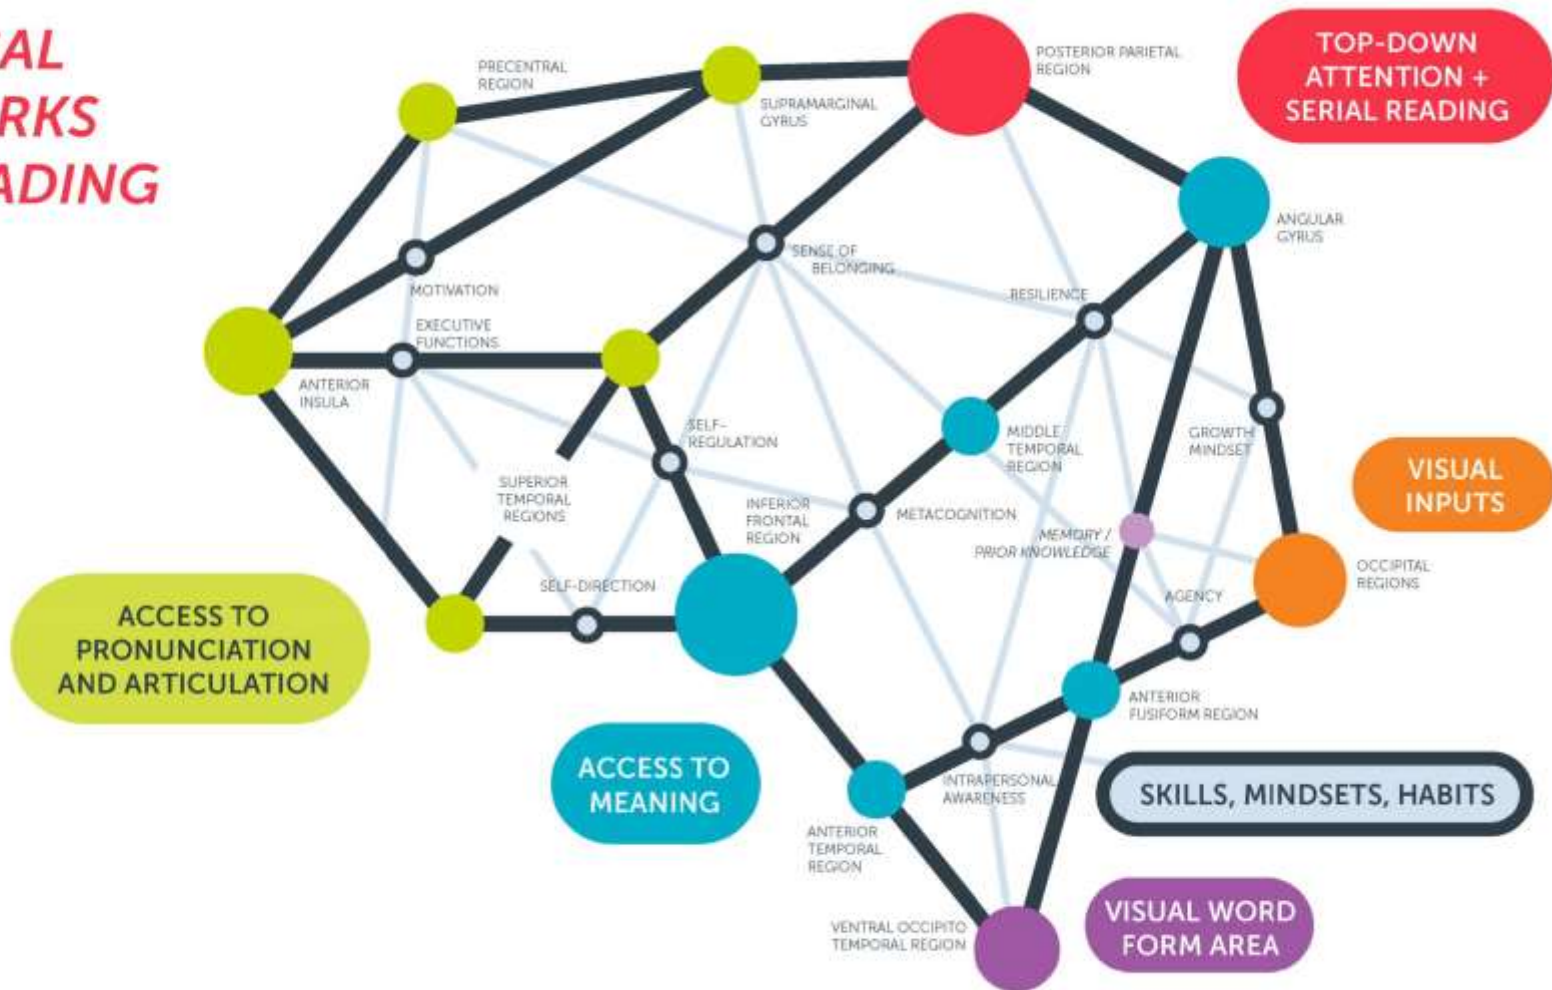 AL
RKS
ADING
PRECENTRAL
REGION
SUPRAMARGINAL
GYRUS
POSTERIOR PARIETAL
REGION
TOP-DOWN
ATTENTION +
SERIAL READING
ANGULAR
GYRUS
SENSE OF
BELONGING
MOTIVATION
RESILIENCE
EXECUTIVE
FUNCTIONS
ANTERIOR
INSULA
SELF-
REGULATION
MIDDLE
TEMPORAL
REGION
GROWTH
MINDSET
VISUAL
INPUTS
SUPERIOR
TEMPORAL
REGIONS
INFERIOR
FRONTAL
REGION
METACOGNITION
MEMORY /
PRIOR KNOWLEDGE
OCCIPITAL
REGIONS
SELF-DIRECTION
AGENCY
ACCESS TO
PRONUNCIATION
AND ARTICULATION
ANTERIOR
FUSIFORM REGION
ACCESS TO
MEANING
INTRAPERSONAL
AWARENESS
SKILLS, MINDSETS, HABITS
ANTERIOR
TEMPORAL
REGION
VENTRAL OCCIPITO
TEMPORAL REGION
VISUAL WORD
FORM AREA